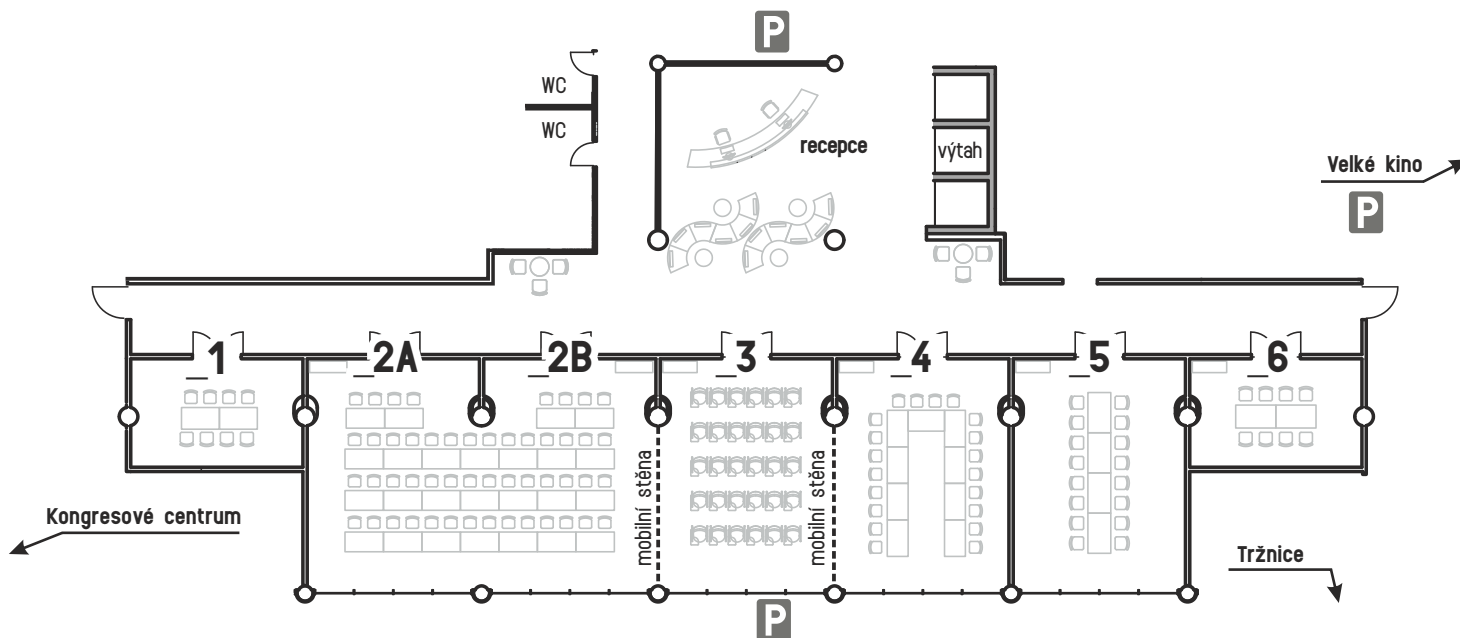 P
WC
WC
recepce
výtah
Velké kino
P
1
2A
2B
3
4
5
6
mobilní stěna
mobilní stěna
Kongresové centrum
Tržnice
P